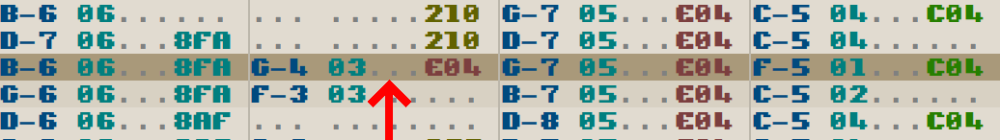 B-6 06...... ... .....210 G-7 05...E04 C-5 04...C04
D-7 06...8FA ... .....210 D-7 05...E04 C-5 04......
B-6 06...8FA G-4 03...E04 G-7 05...E04 F-5 01...C04
G-6 06...8FA F-3 03...... B-7 05...E04 C-5 02......
D-6 06...8AF ... ........ D-8 05...E04 C-5 04...C04